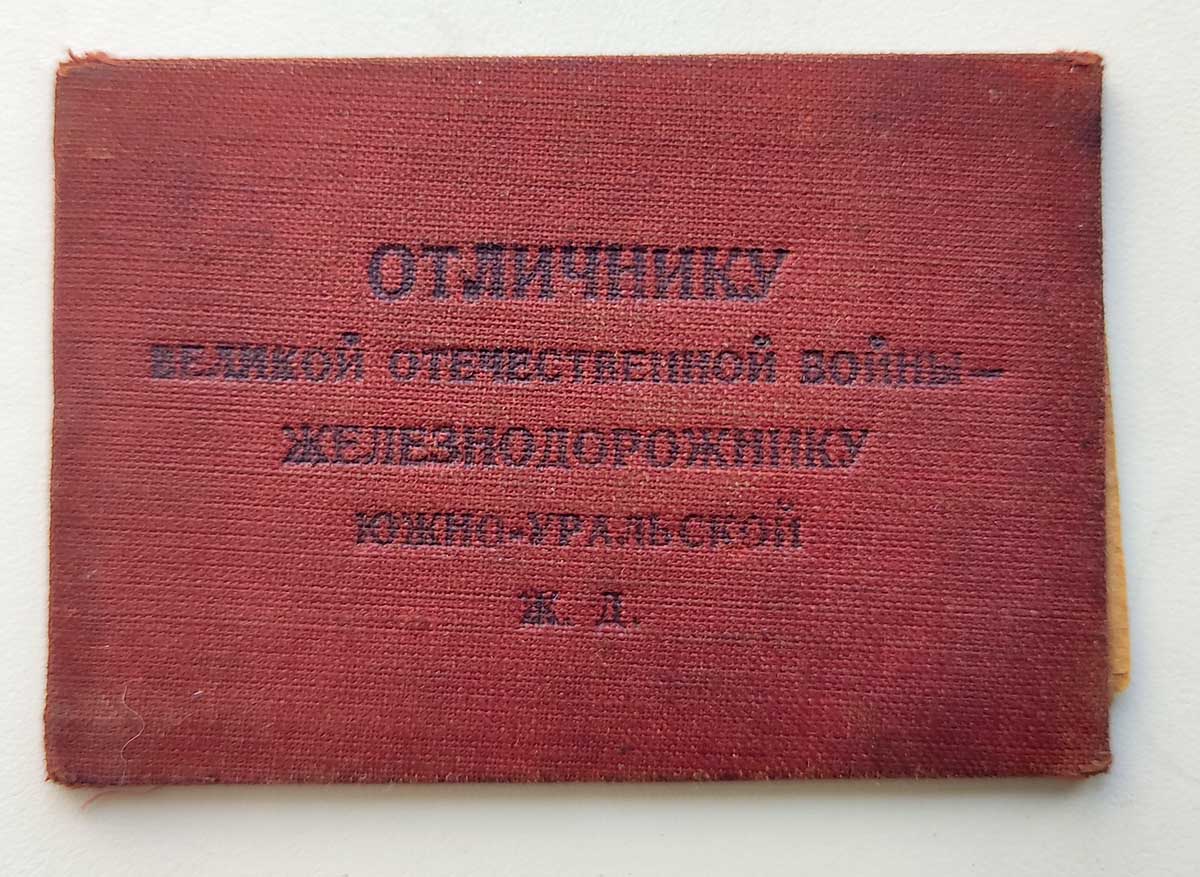 ОТЛИЧНИКУ
ВЕЛИКОЙ ОТЕЧЕСТВЕННОЙ ВОЙНЫ—
ЖЕЛЕЗНОДОРОЖНИКУ
ЮЖНО-УРАЛЬСКОЙ
Ж. Д.